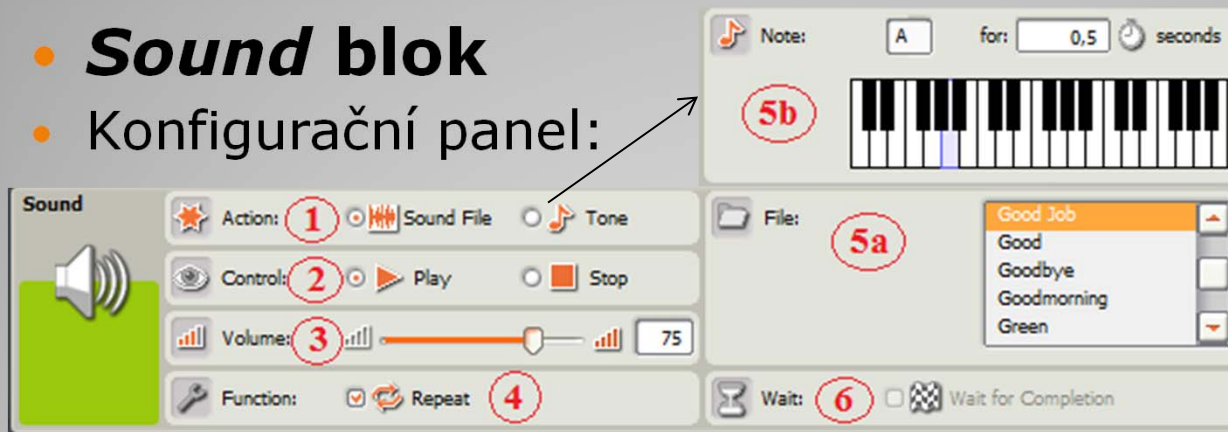 Sound blok
Konfigurační panel:
Note: A for: 0,5 seconds
5b
Sound
Action: 1 Sound File Tone
Control: 2 Play Stop
Volume: 3 75
Function: Repeat 4
File: 5a
Good Job
Good
Goodbye
Goodmorning
Green
Wait: 6 Wait for Completion